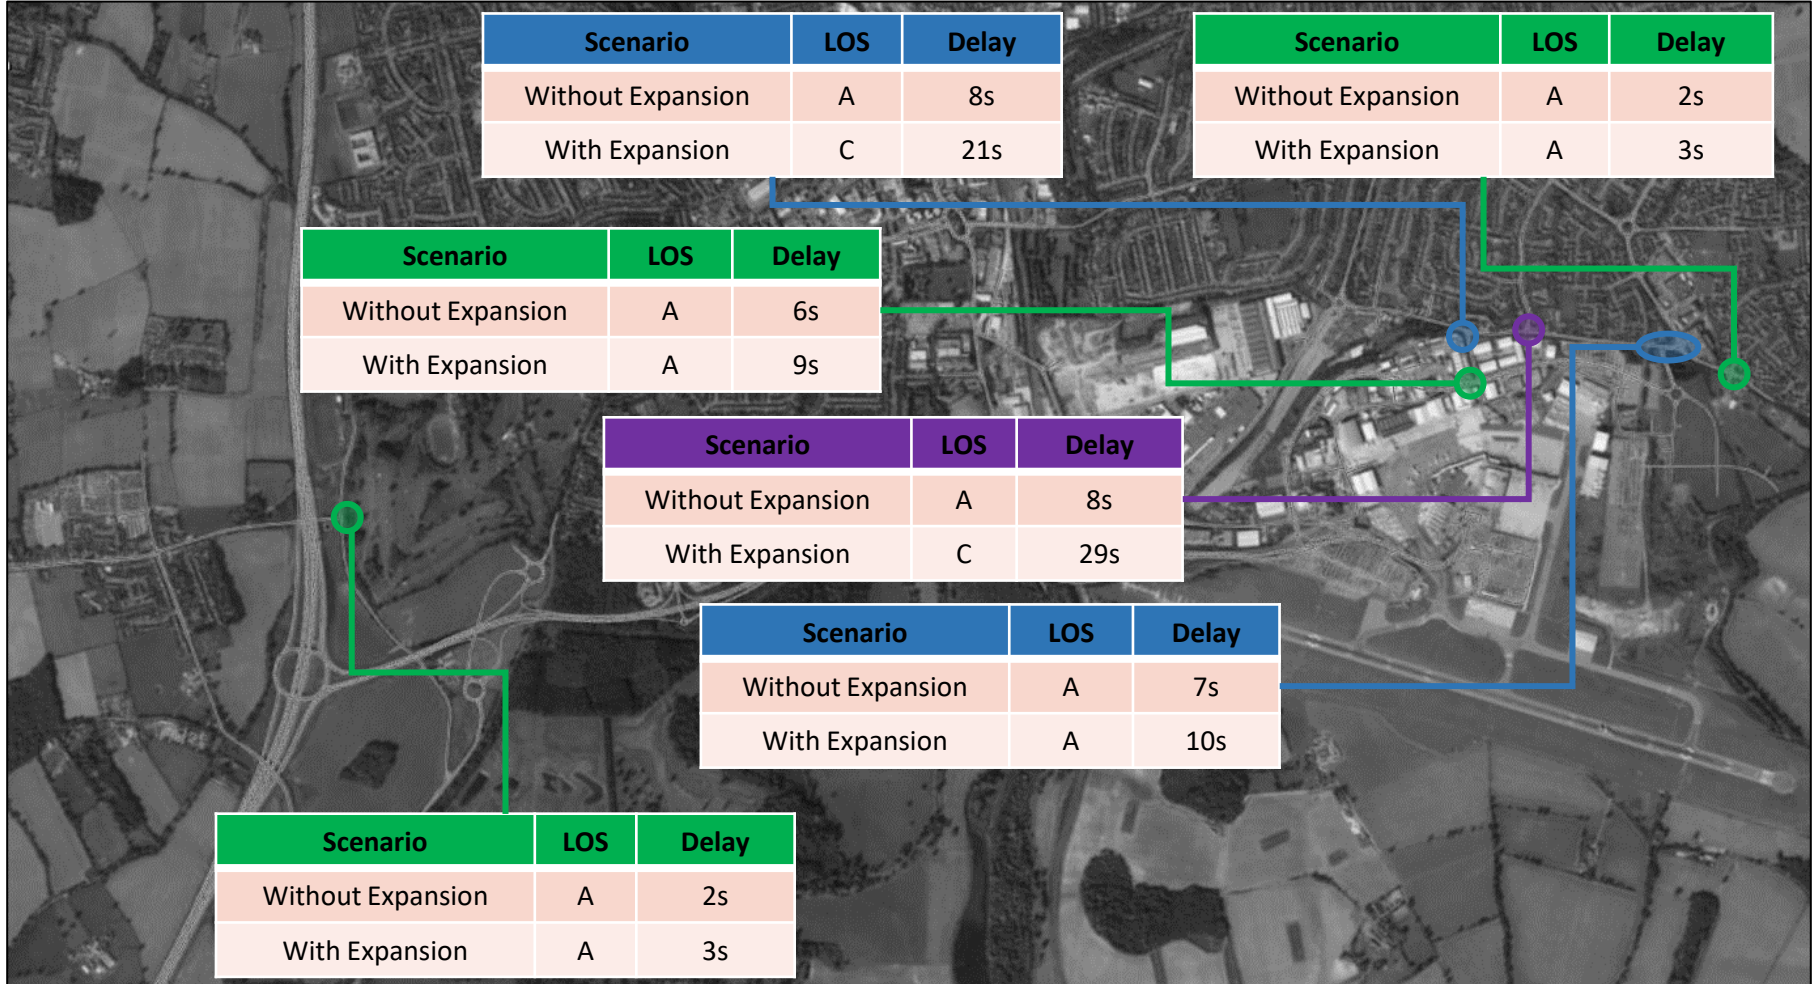 Scenario LOS Delay
Without Expansion A 8s
With Expansion C 21s
Scenario LOS Delay
Without Expansion A 2s
With Expansion A 3s
Scenario LOS Delay
Without Expansion A 6s
With Expansion A 9s
Scenario LOS Delay
Without Expansion A 8s
With Expansion C 29s
Scenario LOS Delay
Without Expansion A 7s
With Expansion A 10s
Scenario LOS Delay
Without Expansion A 2s
With Expansion A 3s